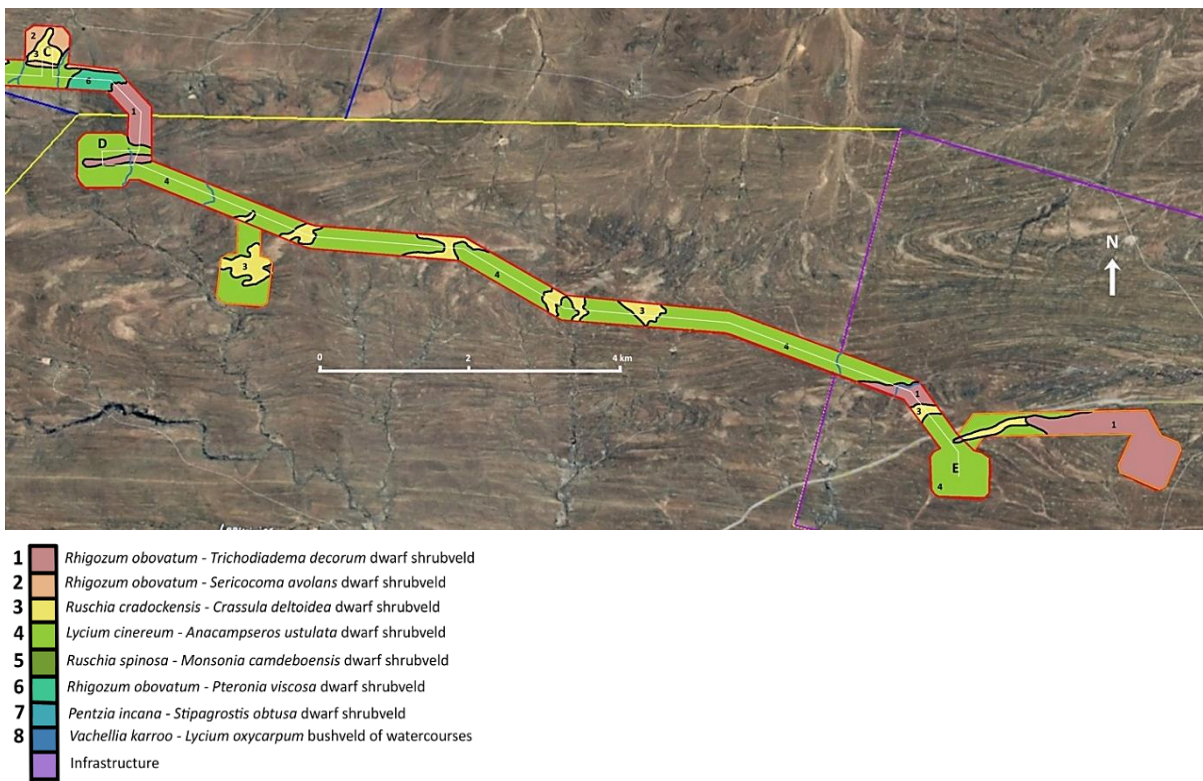 2
3
C
6
1
D
4
3
4
3
N
0
2
4 km
4
1
3
1
E
4
1 Rhigozum obovatum - Trichodiadema decorum dwarf shrubveld
2 Rhigozum obovatum - Sericocoma avolans dwarf shrubveld
3 Ruschia cradockensis - Crassula deltoidea dwarf shrubveld
4 Lycium cinereum - Anacampseros ustulata dwarf shrubveld
5 Ruschia spinosa - Monsonia camdeboensis dwarf shrubveld
6 Rhigozum obovatum - Pteronia viscosa dwarf shrubveld
7 Pentzia incana - Stipagrostis obtusa dwarf shrubveld
8 Vachellia karroo - Lycium oxycarpum bushveld of watercourses
Infrastructure